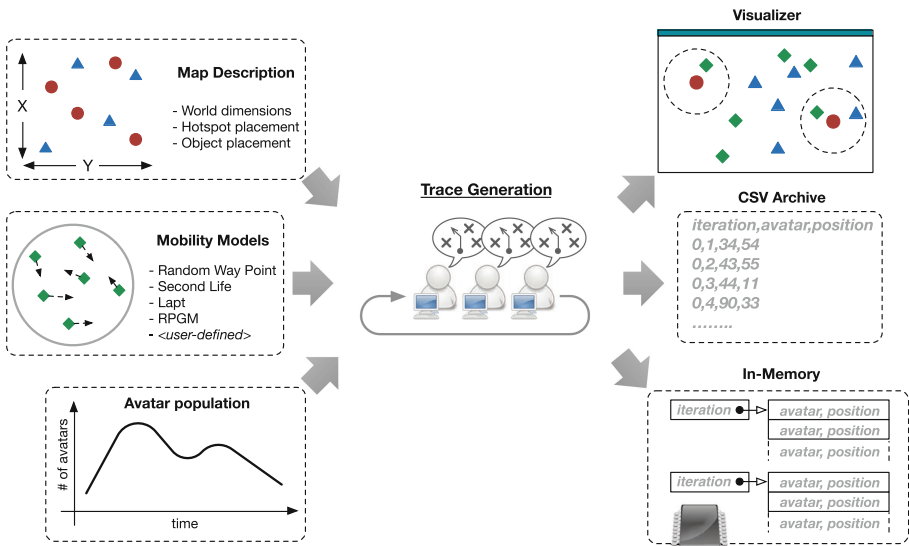 Map Description
X
Y
- World dimensions
- Hotspot placement
- Object placement
Mobility Models
- Random Way Point
- Second Life
- Lapt
- RPGM
- <user-defined>
Avatar population
# of avatars
time
Trace Generation
Visualizer
CSV Archive
iteration,avatar,position
0,1,34,54
0,2,43,55
0,3,44,11
0,4,90,33
........
In-Memory
iteration
avatar, position
avatar, position
avatar, position
iteration
avatar, position
avatar, position
avatar, position